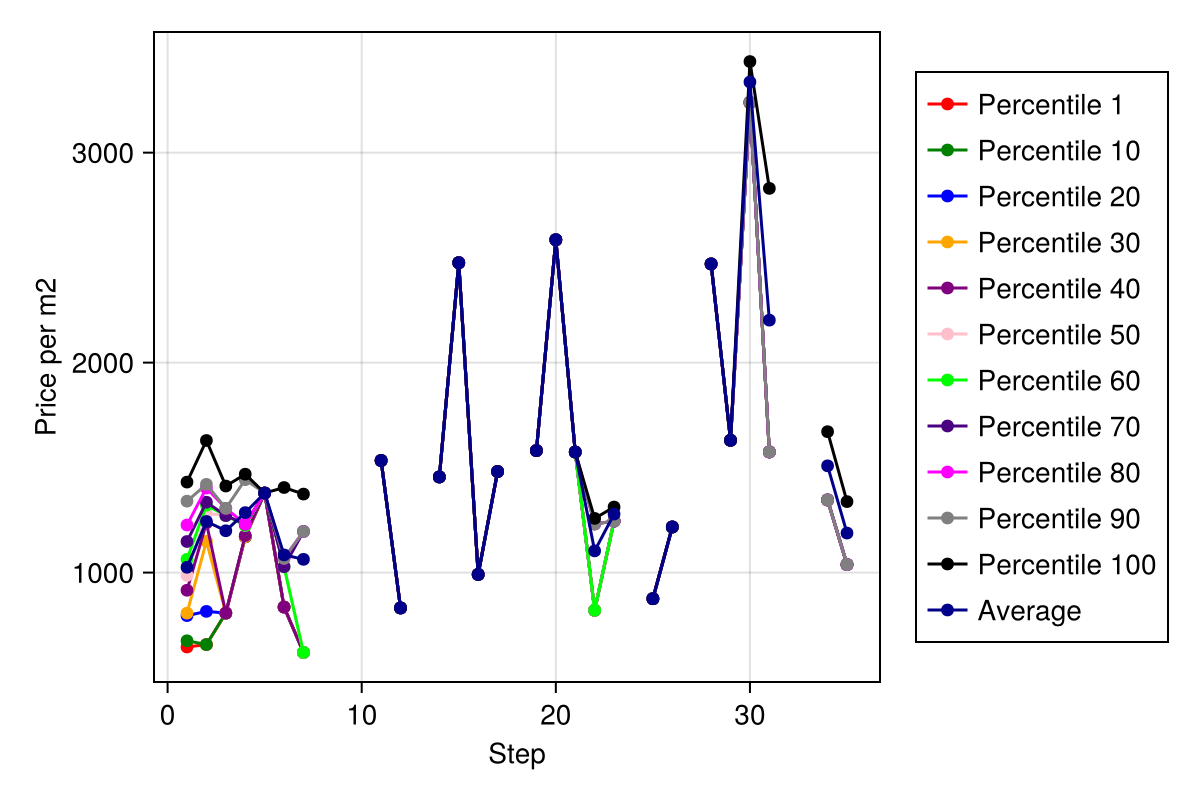 3000
2000
1000
Price per m2
0
10
20
30
Step
Percentile 1
Percentile 10
Percentile 20
Percentile 30
Percentile 40
Percentile 50
Percentile 60
Percentile 70
Percentile 80
Percentile 90
Percentile 100
Average